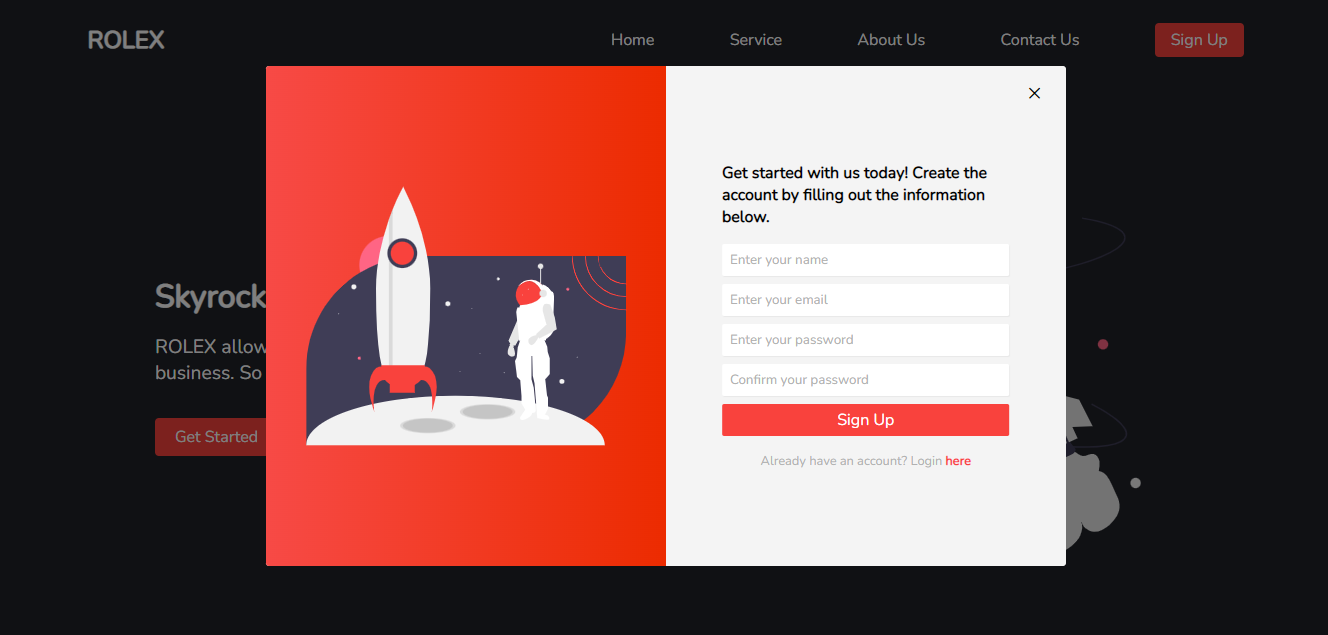 ROLEX
Home
Service
About Us
Contact Us
Sign Up
Get started with us today! Create the
account by filling out the information
below.
Enter your name
Enter your email
Enter your password
Confirm your password
Sign Up
Already have an account? Login here
Skyrock
ROLEX allow
business. So
Get Started